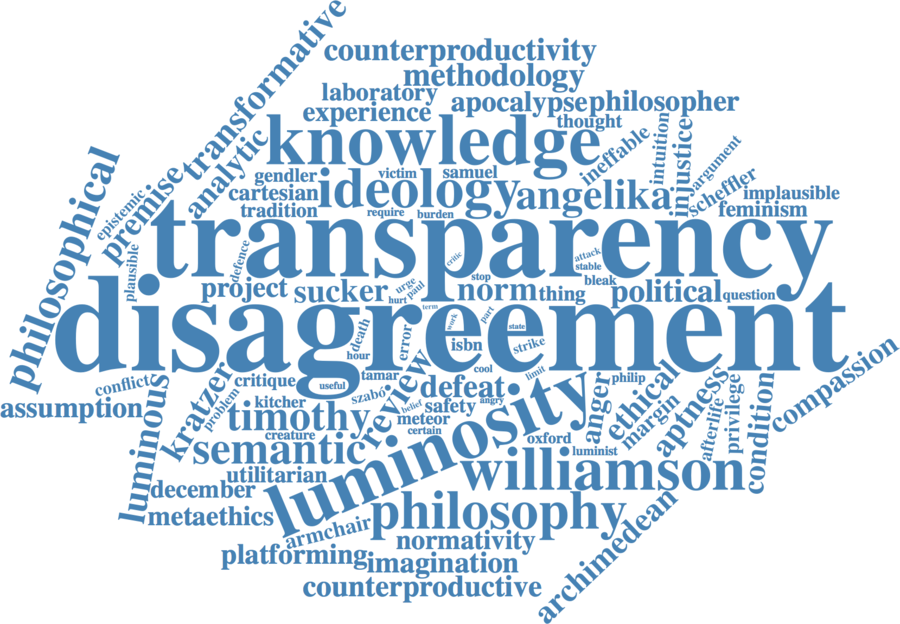 counterproductivity
methodology
transformative
laboratory
apocalypse
philosopher
experience
thought
knowledge
ineffable
intuition
injustice
argument
analytic
gendler
victim
samuel
scheffler
cartesian
ideology
angelika
implausible
tradition
require
burden
feminism
philosophical
epistemic
premise
transparency
plausible
defence
critic
attack
stable
stop
bleak
project
sucker
urge
hurt
paul
norm
thing
political
question
disagreement
term
work
part
state
death
hour
error
isbn
strike
cool
limit
compassion
conflict
assumption
luminous
kratzer
problem
critique
useful
tamar
szabó
review
defeat
angry
belief
safety
philip
anger
ethical
margin
aptness
afterlife
privilege
condition
kitcher
timothy
meteor
certain
creature
semantic
luminosity
oxford
luminist
utilitarian
williamson
december
metaethics
armchair
philosophy
archimedean
normativity
platforming
imagination
counterproductive